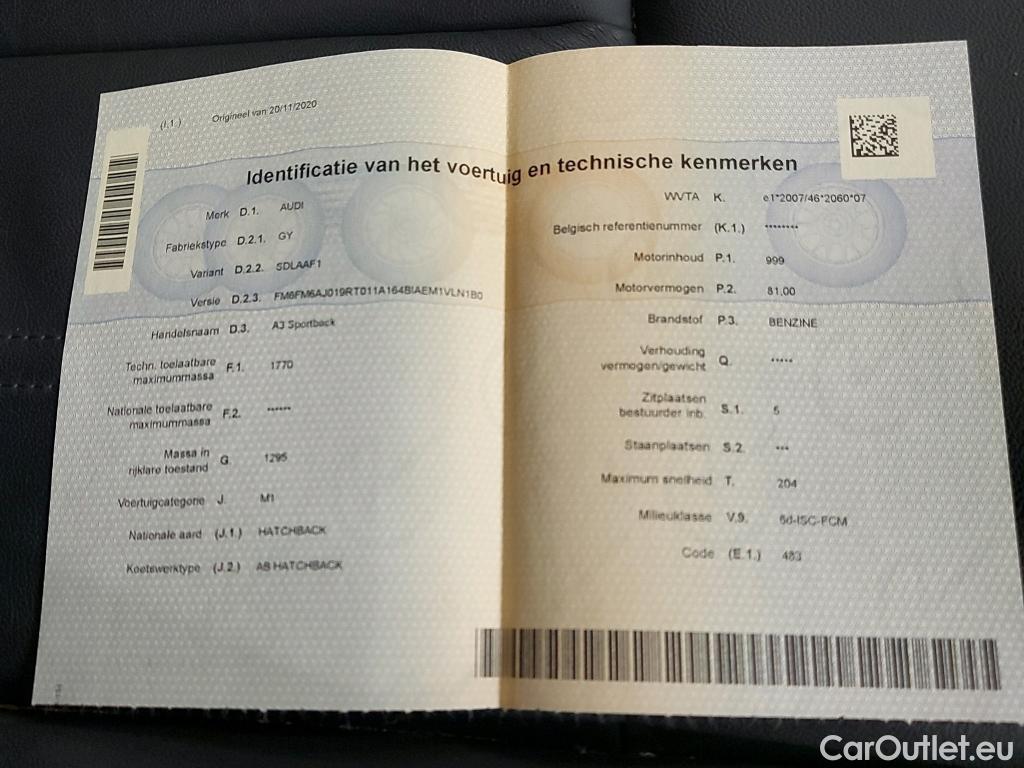 (I.1.) Origineel van 20/11/2020
Identificatie van het voertuig en technische kenmerken
Merk D.1. AUDI
Fabriekstype D.2.1. GY
Variant D.2.2. SDLAAF1
Versie D.2.3. FM6FM6AJ019RT011A164BIAEM1VLN1B0
Handelsnaam D.3. A3 Sportback
Techn. toelaatbare
maximummassa F.1. 1770
Nationale toelaatbare
maximummassa F.2. ******
Massa in
rijklare toestand G. 1295
Voertuigcategorie J. M1
Nationale aard (J.1.) HATCHBACK
Koetswerktype (J.2.) AB HATCHBACK
WVTA K. e1*2007/46*2060*07
Belgisch referentienummer (K.1.) ********
Motorinhoud P.1. 999
Motorvermogen P.2. 81,00
Brandstof P.3. BENZINE
Verhouding
vermogen/gewicht Q. *****
Zitplaatsen
bestuurder inb. S.1. 5
Staanplaatsen S.2. ***
Maximum snelheid T. 204
Milieuklasse V.9. 6d-ISC-FCM
Code (E.1.) 483
CarOutlet.eu